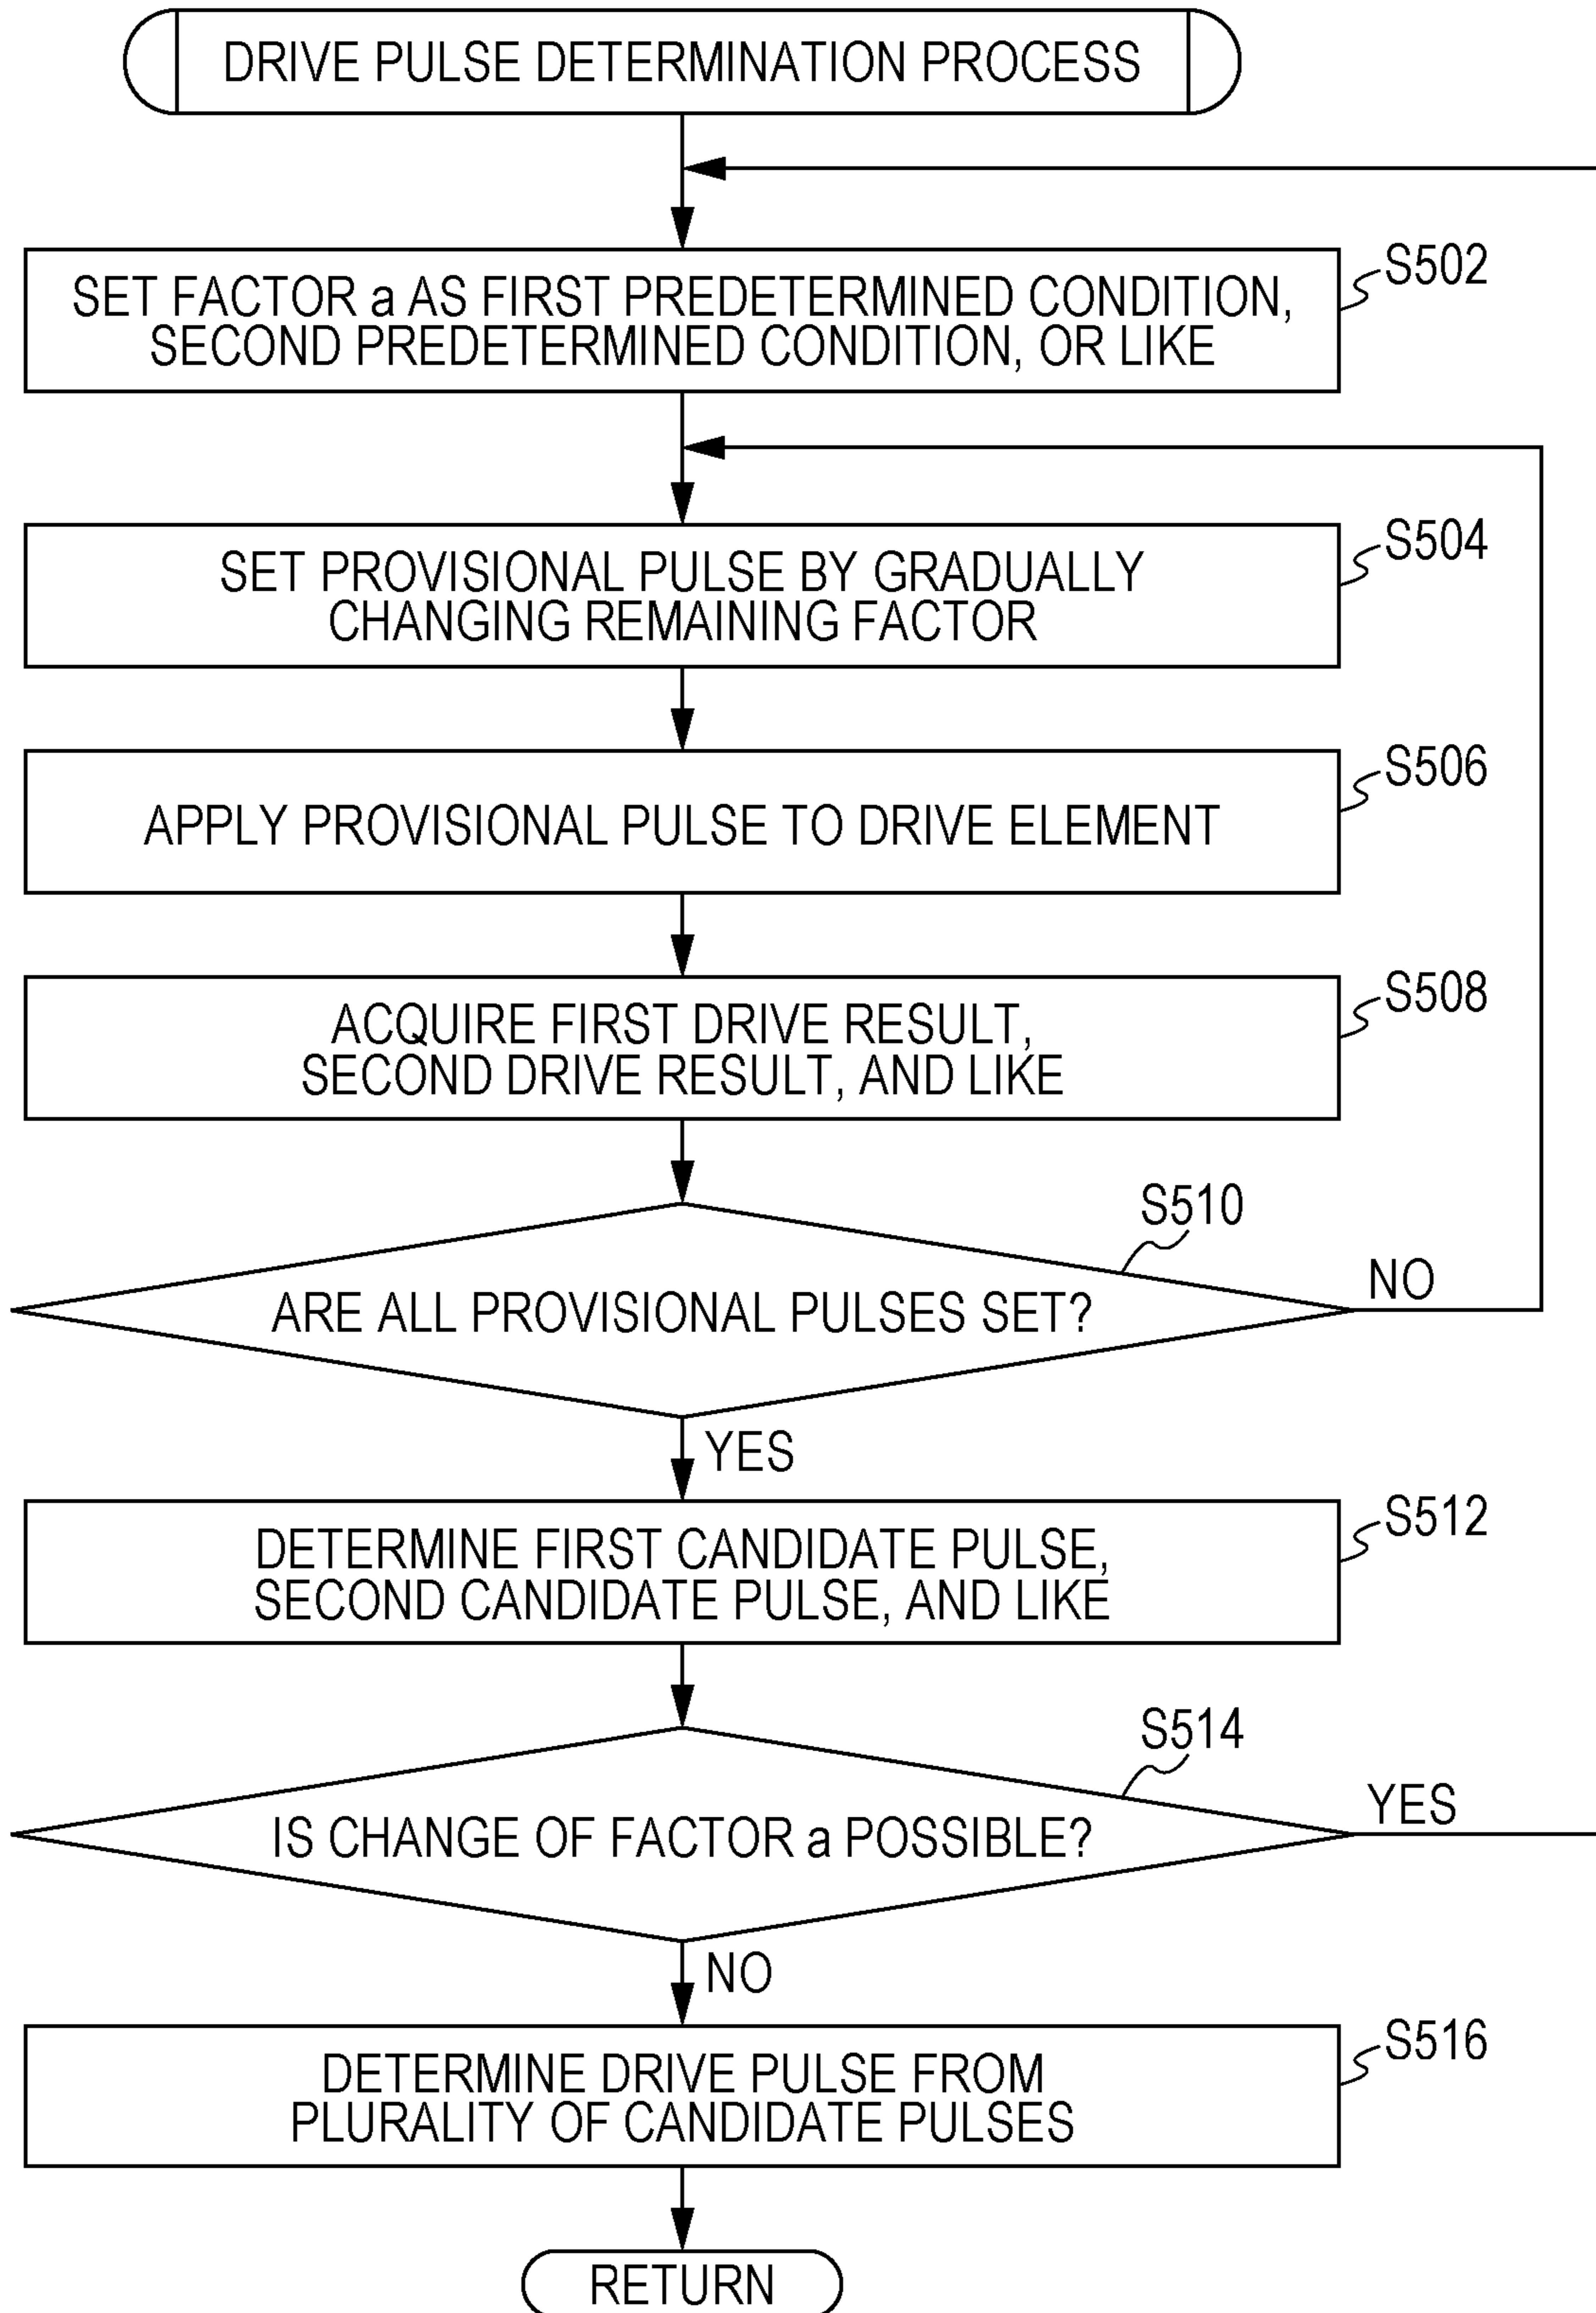 DRIVE PULSE DETERMINATION PROCESS
S502
SET FACTOR a AS FIRST PREDETERMINED CONDITION,
SECOND PREDETERMINED CONDITION, OR LIKE
S504
SET PROVISIONAL PULSE BY GRADUALLY
CHANGING REMAINING FACTOR
S506
APPLY PROVISIONAL PULSE TO DRIVE ELEMENT
S508
ACQUIRE FIRST DRIVE RESULT,
SECOND DRIVE RESULT, AND LIKE
S510
NO
ARE ALL PROVISIONAL PULSES SET?
YES
S512
DETERMINE FIRST CANDIDATE PULSE,
SECOND CANDIDATE PULSE, AND LIKE
S514
YES
IS CHANGE OF FACTOR a POSSIBLE?
NO
S516
DETERMINE DRIVE PULSE FROM
PLURALITY OF CANDIDATE PULSES
RETURN